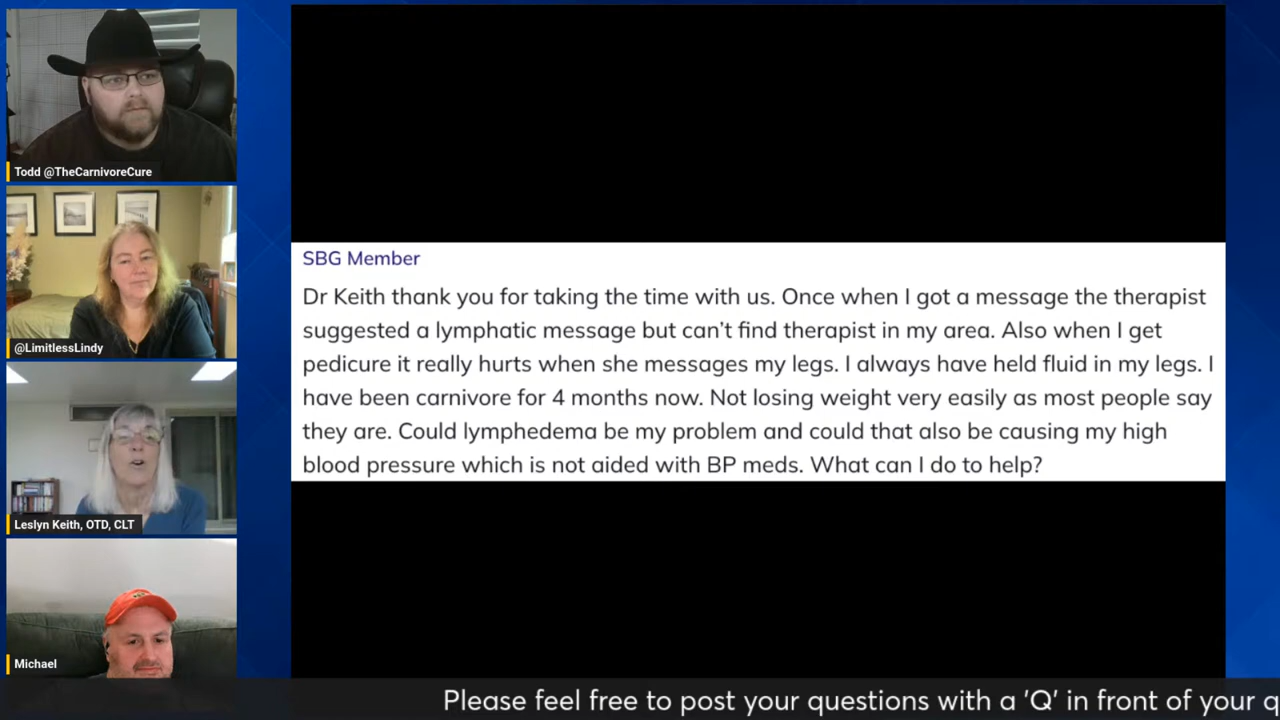 Todd @TheCarnivoreCure
@LimitlessLindy
Leslyn Keith, OTD, CLT
Michael
SBG Member
Dr Keith thank you for taking the time with us. Once when I got a message the therapist
suggested a lymphatic message but can't find therapist in my area. Also when I get
pedicure it really hurts when she messages my legs. I always have held fluid in my legs. I
have been carnivore for 4 months now. Not losing weight very easily as most people say
they are. Could lymphedema be my problem and could that also be causing my high
blood pressure which is not aided with BP meds. What can I do to help?
Please feel free to post your questions with a 'Q' in front of your q